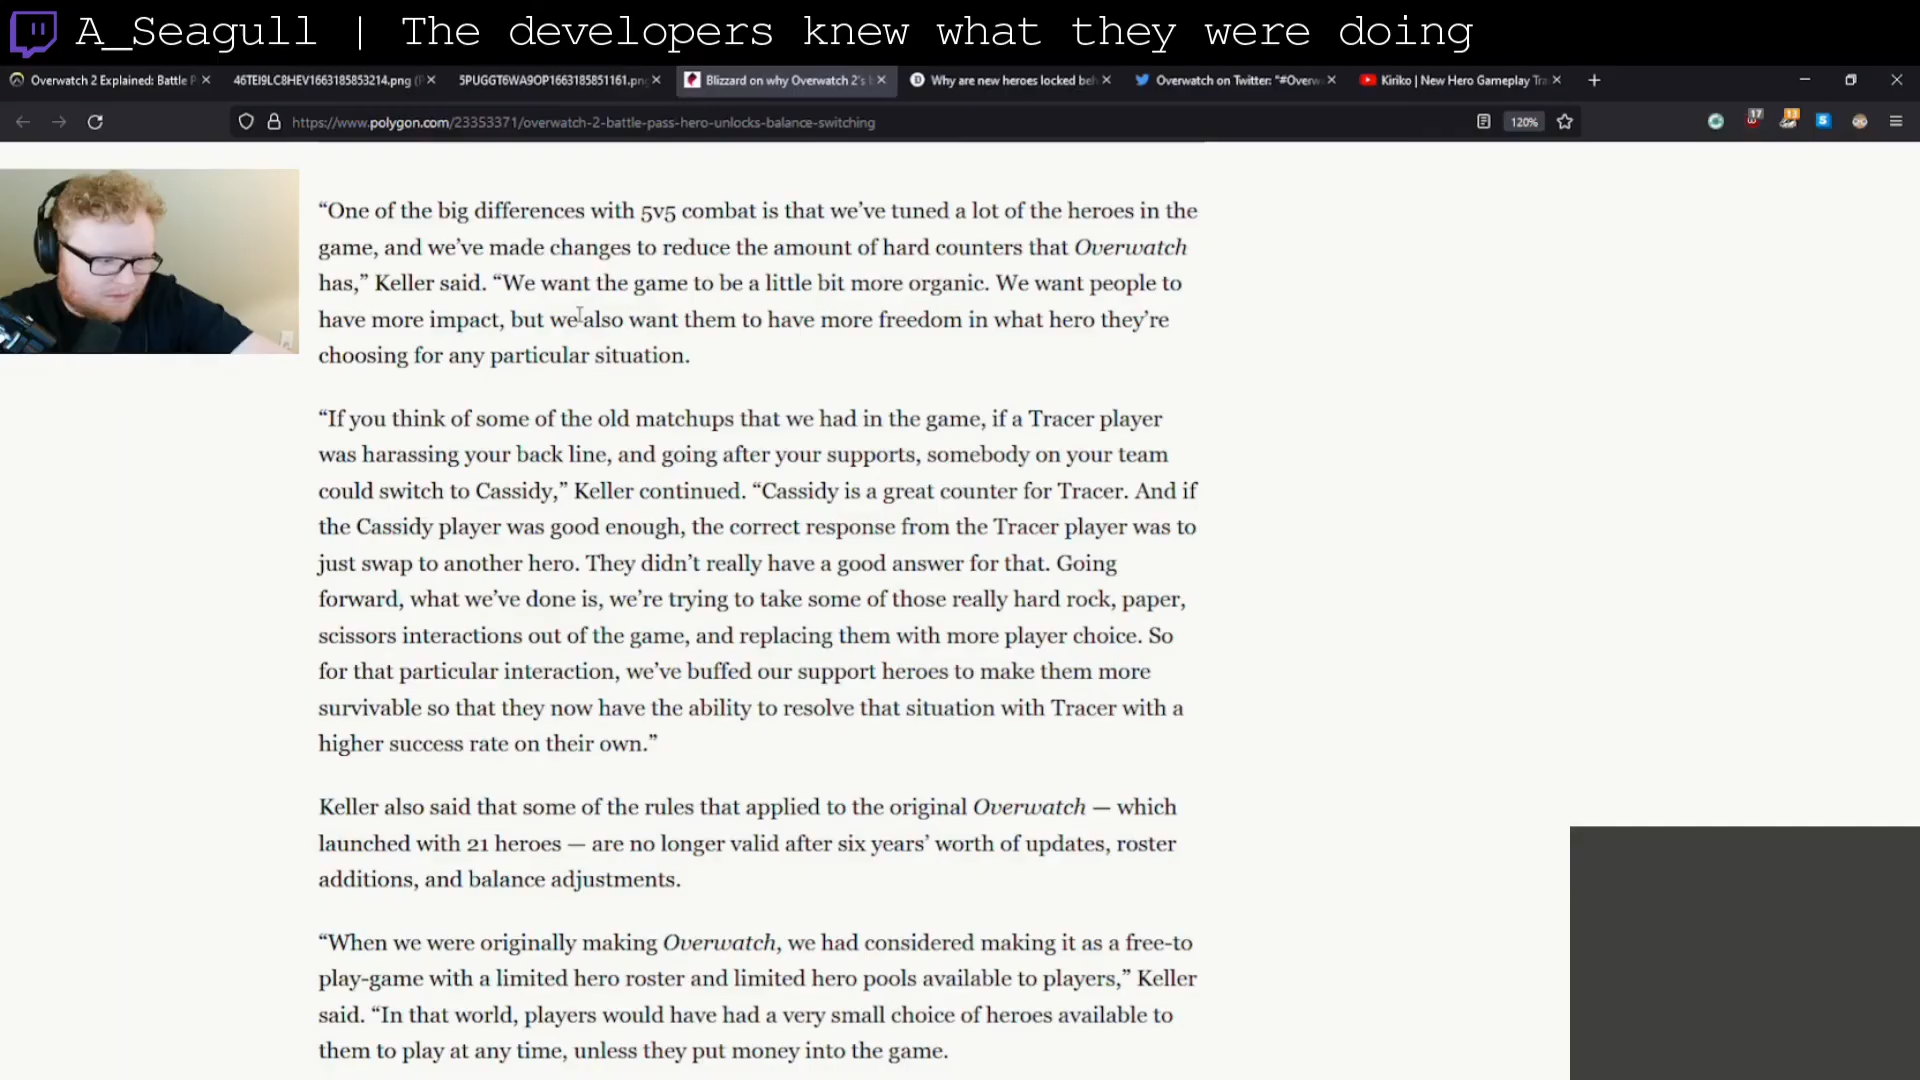 A_Seagull | The developers knew what they were doing
Overwatch 2 Explained: Battle P
46TEI9LC8HEV1663185853214.png (
5PUGGT6WA9OP1663185851161.pn
Blizzard on why Overwatch 2's
Why are new heroes locked be
Overwatch on Twitter: "#Overw
Kiriko | New Hero Gameplay Tra
https://www.polygon.com/23353371/overwatch-2-battle-pass-hero-unlocks-balance-switching
120%
17
13
S
“One of the big differences with 5v5 combat is that we’ve tuned a lot of the heroes in the
game, and we’ve made changes to reduce the amount of hard counters that Overwatch
has,” Keller said. “We want the game to be a little bit more organic. We want people to
have more impact, but we also want them to have more freedom in what hero they’re
choosing for any particular situation.
“If you think of some of the old matchups that we had in the game, if a Tracer player
was harassing your back line, and going after your supports, somebody on your team
could switch to Cassidy,” Keller continued. “Cassidy is a great counter for Tracer. And if
the Cassidy player was good enough, the correct response from the Tracer player was to
just swap to another hero. They didn’t really have a good answer for that. Going
forward, what we’ve done is, we’re trying to take some of those really hard rock, paper,
scissors interactions out of the game, and replacing them with more player choice. So
for that particular interaction, we’ve buffed our support heroes to make them more
survivable so that they now have the ability to resolve that situation with Tracer with a
higher success rate on their own.”
Keller also said that some of the rules that applied to the original Overwatch — which
launched with 21 heroes — are no longer valid after six years’ worth of updates, roster
additions, and balance adjustments.
“When we were originally making Overwatch, we had considered making it as a free-to
play-game with a limited hero roster and limited hero pools available to players,” Keller
said. “In that world, players would have had a very small choice of heroes available to
them to play at any time, unless they put money into the game.